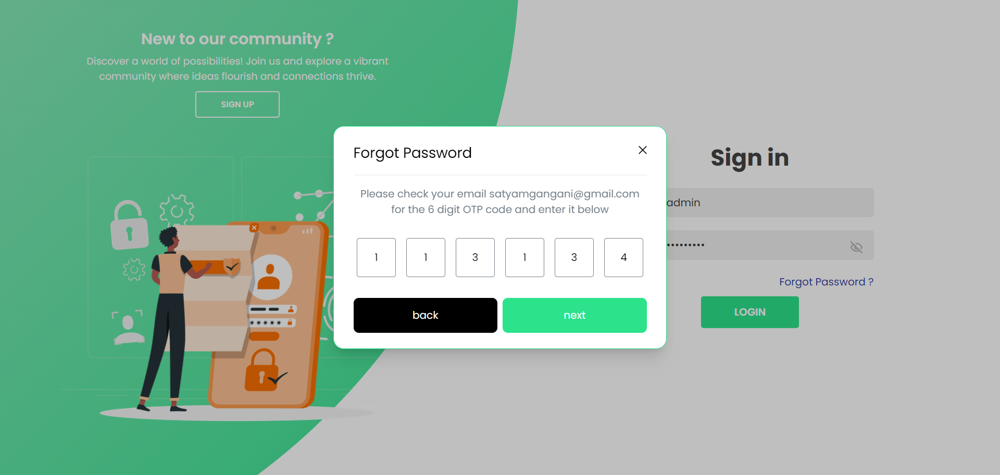 New to our community ?
Discover a world of possibilities! Join us and explore a vibrant
community where ideas flourish and connections thrive.
SIGN UP
Forgot Password
Please check your email satyamgangani@gmail.com
for the 6 digit OTP code and enter it below
1 1 3 1 3 4
back next
Sign in
admin
•••••••••
Forgot Password ?
LOGIN
*****